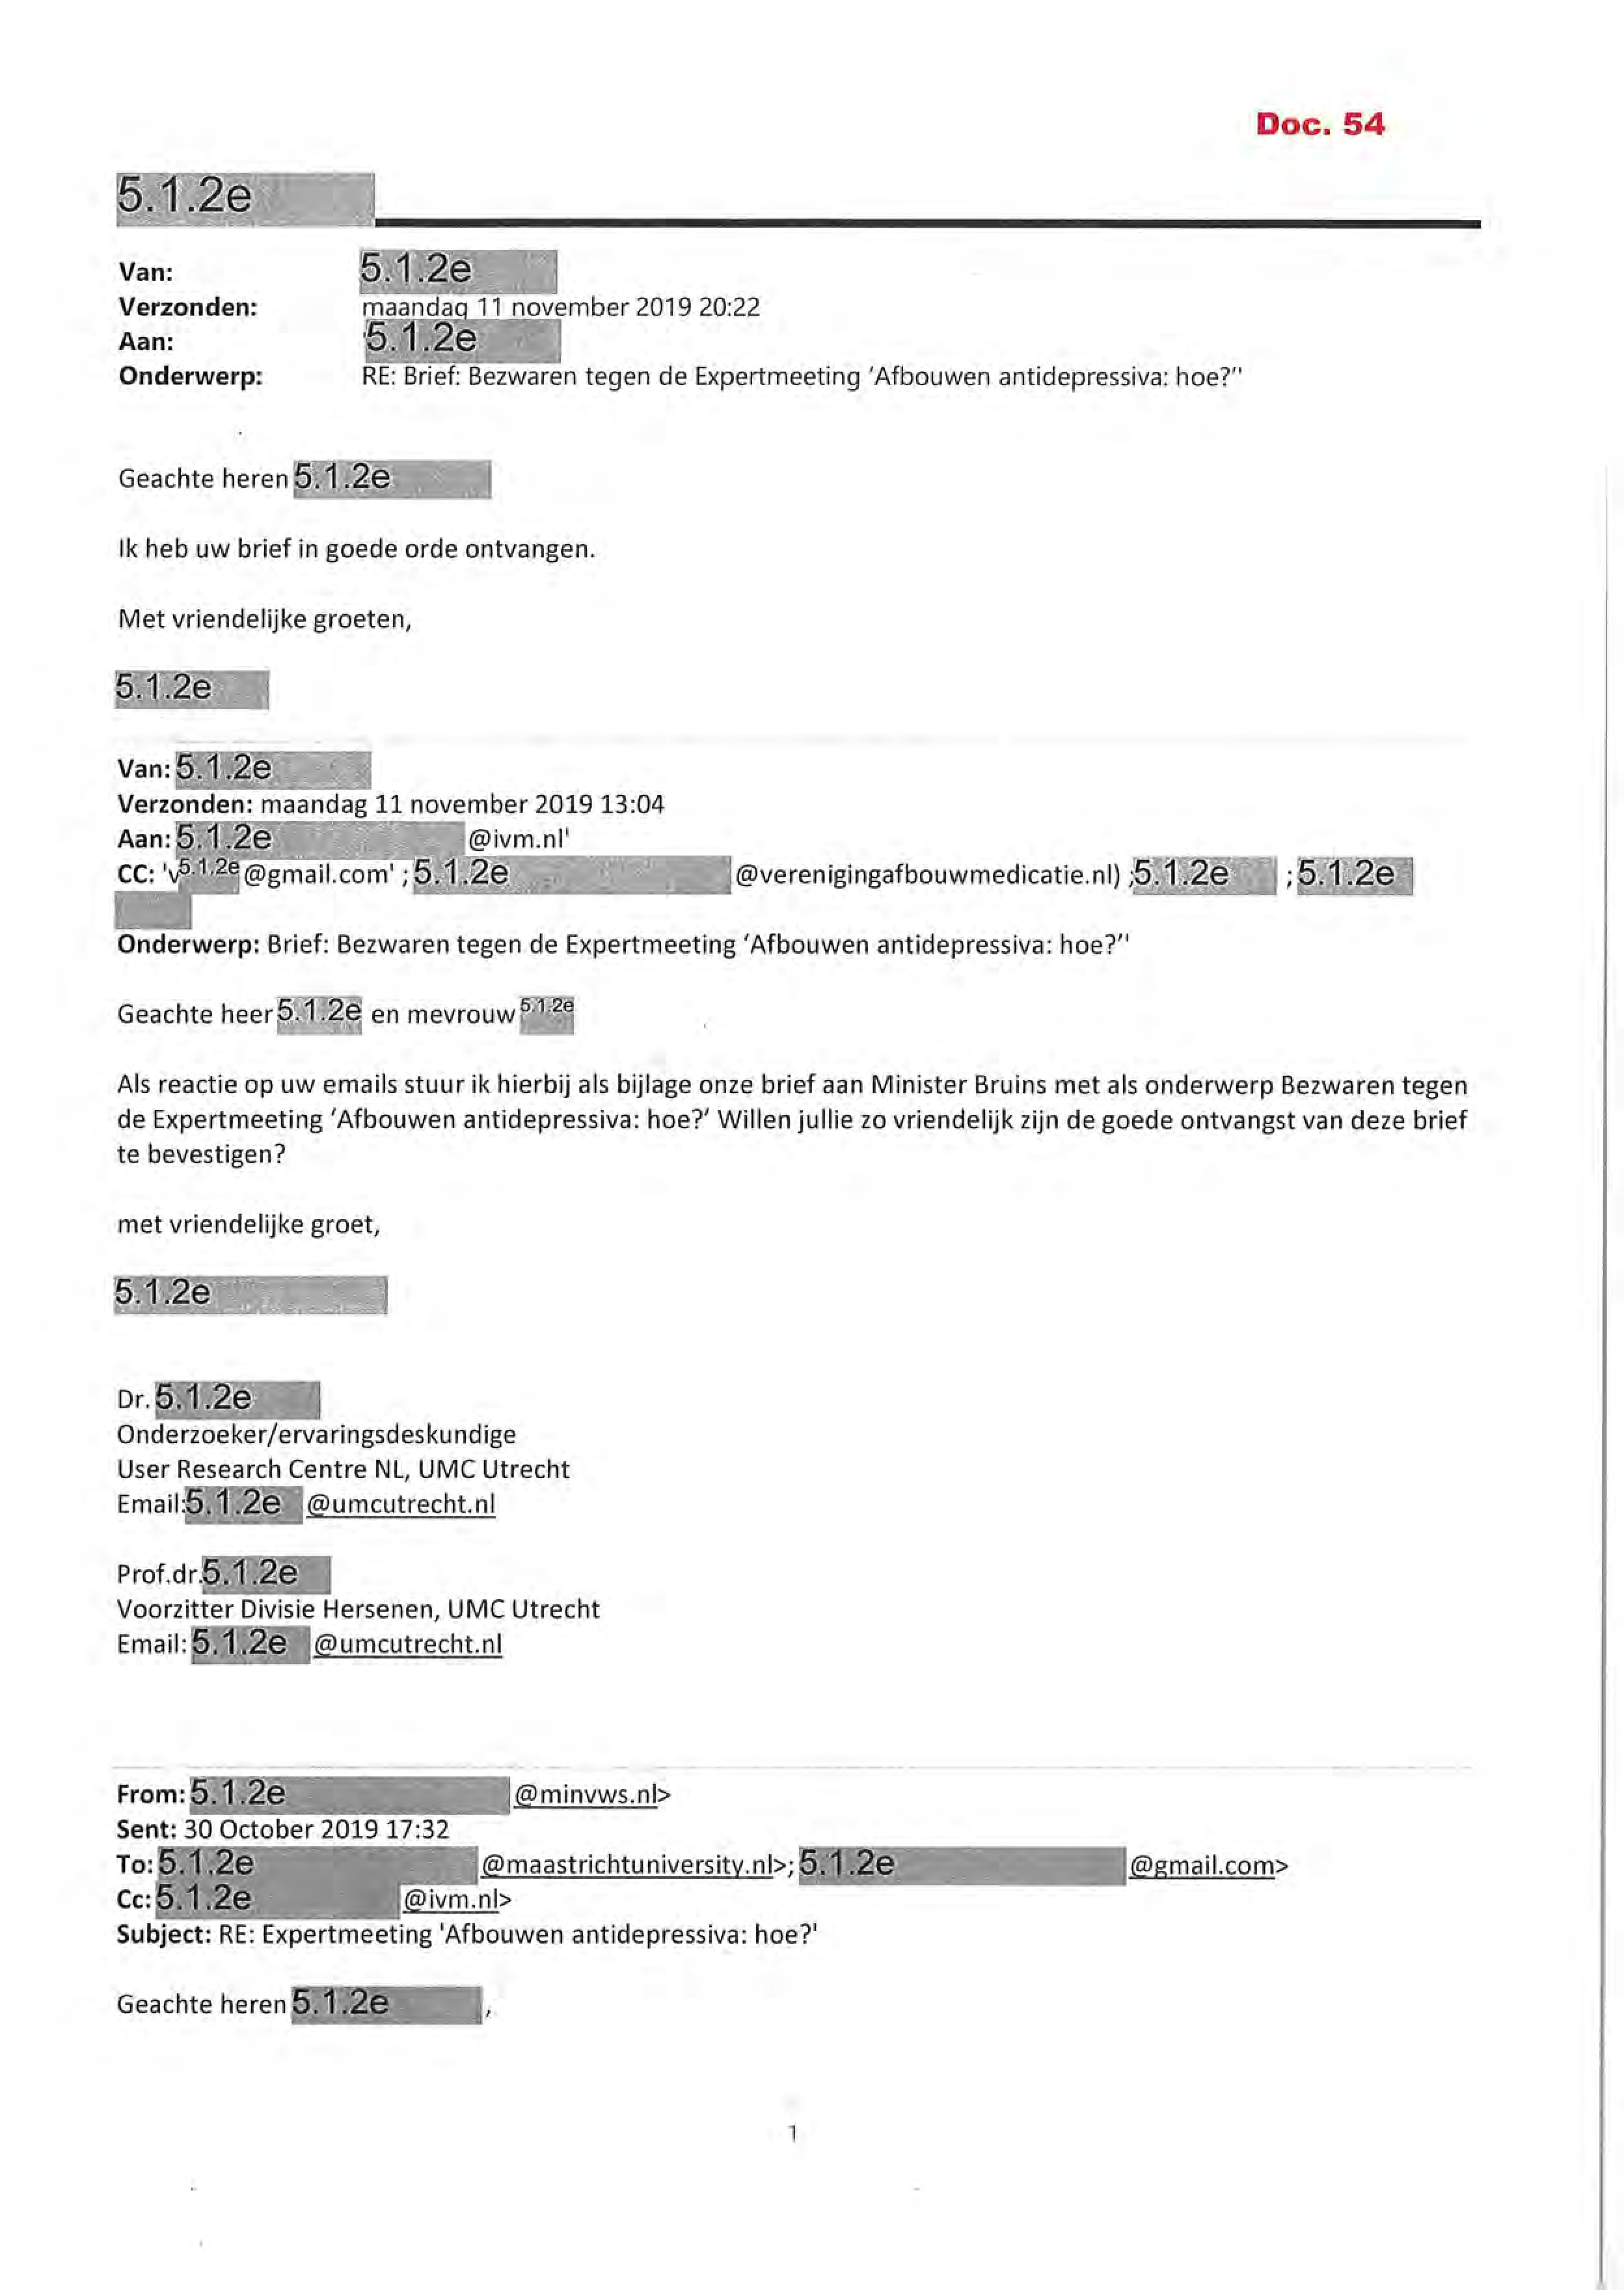 Doc. 54
5.1.2e
Van: 5.1.2e
Verzonden: maandag 11 november 2019 20:22
Aan: 5.1.2e
Onderwerp: RE: Brief: Bezwaren tegen de Expertmeeting 'Afbouwen antidepressiva: hoe?''
Geachte heren 5.1.2e
Ik heb uw brief in goede orde ontvangen.
Met vriendelijke groeten,
5.1.2e
Van: 5.1.2e
Verzonden: maandag 11 november 2019 13:04
Aan: 5.1.2e @ivm.nl'
CC: 'v5.1.2e@gmail.com' ; 5.1.2e @verenigingafbouwmedicatie.nl) ;5.1.2e ; 5.1.2e
Onderwerp: Brief: Bezwaren tegen de Expertmeeting 'Afbouwen antidepressiva: hoe?''
Geachte heer 5.1.2e en mevrouw 5.1.2e
Als reactie op uw emails stuur ik hierbij als bijlage onze brief aan Minister Bruins met als onderwerp Bezwaren tegen
de Expertmeeting 'Afbouwen antidepressiva: hoe?' Willen jullie zo vriendelijk zijn de goede ontvangst van deze brief
te bevestigen?
met vriendelijke groet,
5.1.2e
Dr. 5.1.2e
Onderzoeker/ervaringsdeskundige
User Research Centre NL, UMC Utrecht
Email: 5.1.2e @umcutrecht.nl
Prof.dr. 5.1.2e
Voorzitter Divisie Hersenen, UMC Utrecht
Email: 5.1.2e @umcutrecht.nl
From: 5.1.2e @minvws.nl>
Sent: 30 October 2019 17:32
To: 5.1.2e @maastrichtuniversity.nl>; 5.1.2e @gmail.com>
Cc: 5.1.2e @ivm.nl>
Subject: RE: Expertmeeting 'Afbouwen antidepressiva: hoe?'
Geachte heren 5.1.2e ,
1